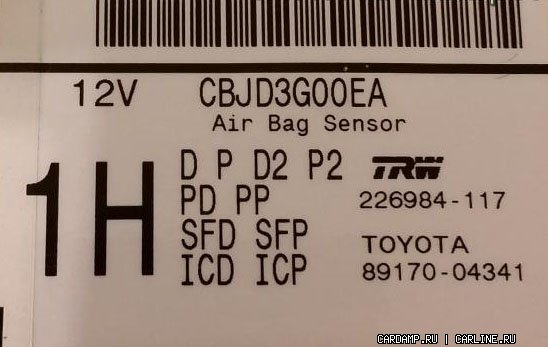 12V CBJD3G00EA
Air Bag Sensor
1H
D P D2 P2
PD PP
SFD SFP
ICD ICP
TRW
226984-117
TOYOTA
89170-04341
CARDAMP.RU | CARLINE.RU